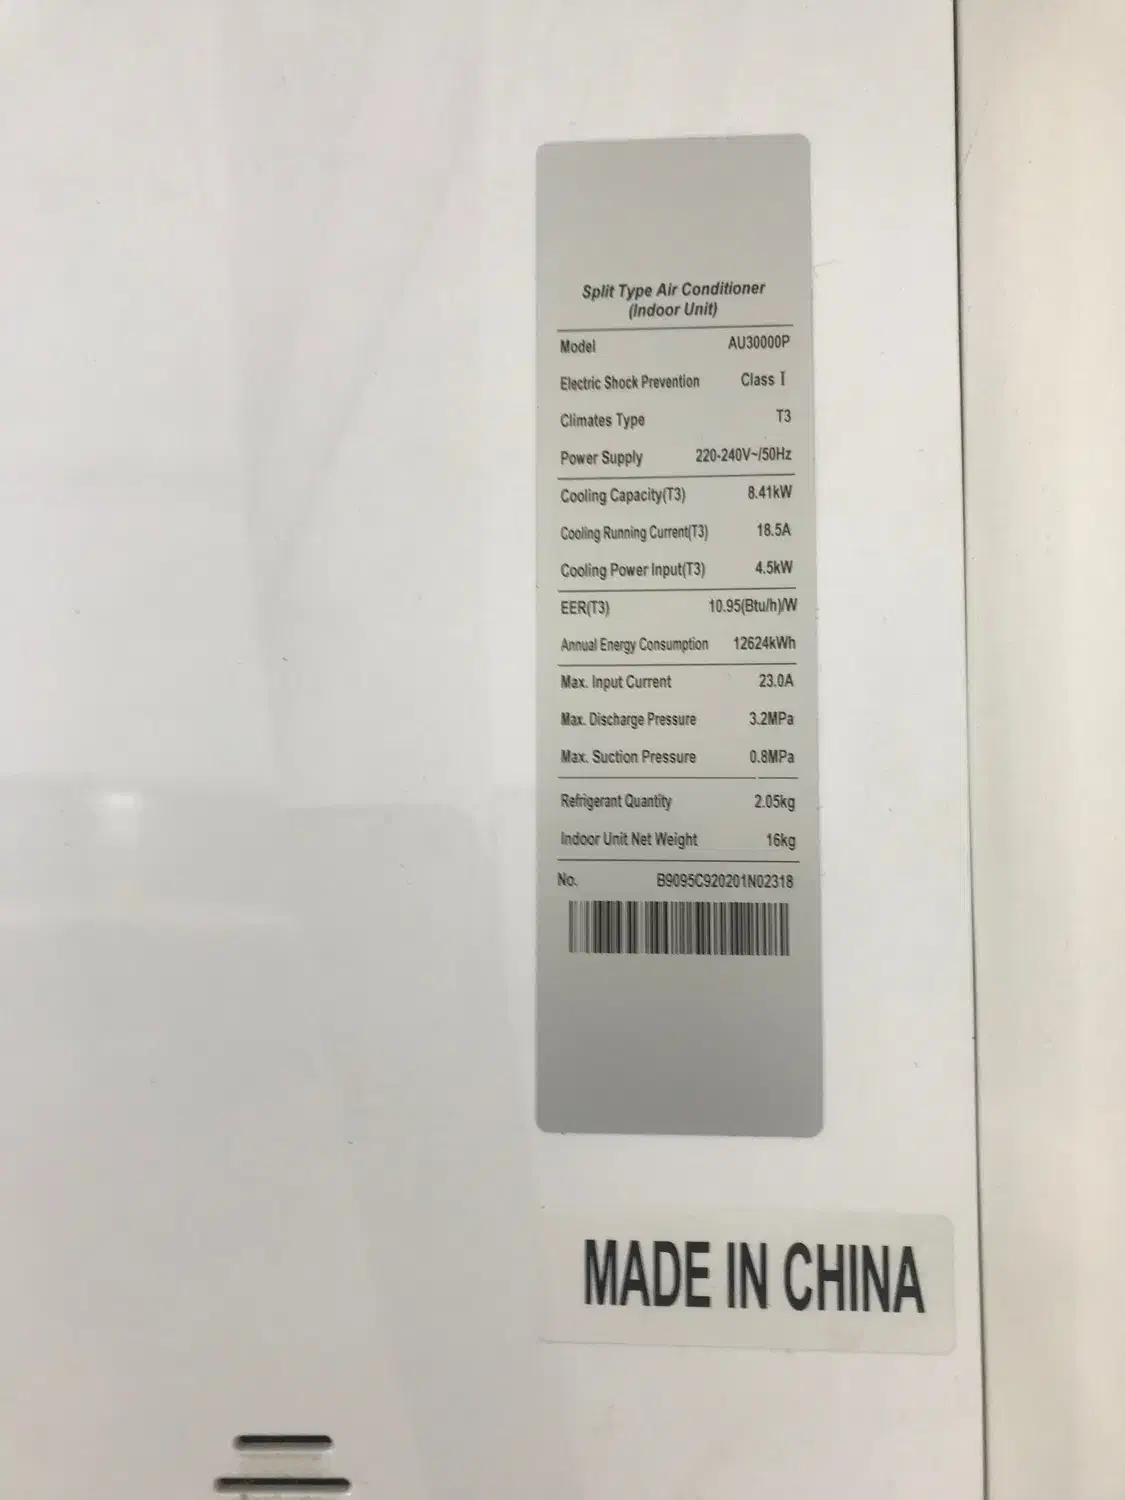 Split Type Air Conditioner
(Indoor Unit)
Model AU30000P
Electric Shock Prevention Class I
Climates Type T3
Power Supply 220-240V~/50Hz
Cooling Capacity(T3) 8.41kW
Cooling Running Current(T3) 18.5A
Cooling Power Input(T3) 4.5kW
EER(T3) 10.95(Btu/h)/W
Annual Energy Consumption 12624kWh
Max. Input Current 23.0A
Max. Discharge Pressure 3.2MPa
Max. Suction Pressure 0.8MPa
Refrigerant Quantity 2.05kg
Indoor Unit Net Weight 16kg
No. B9095C920201N02318
MADE IN CHINA